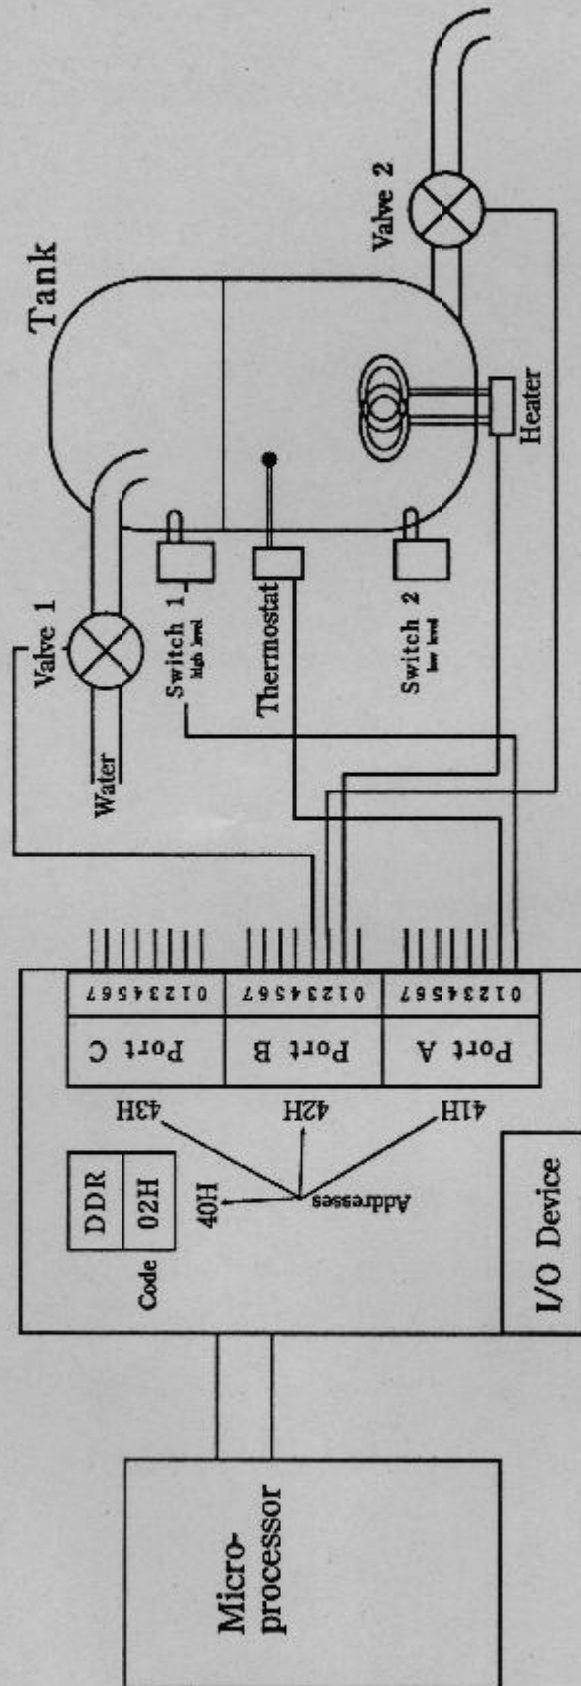 Micro-
processor
DDR
02H
Code
40H
Addresses
43H
42H
41H
Port C
01234567
Port B
01234567
Port A
01234567
I/O Device
Water
Valve 1
Switch 1
high level
Thermostat
Switch 2
low level
Tank
Heater
Valve 2